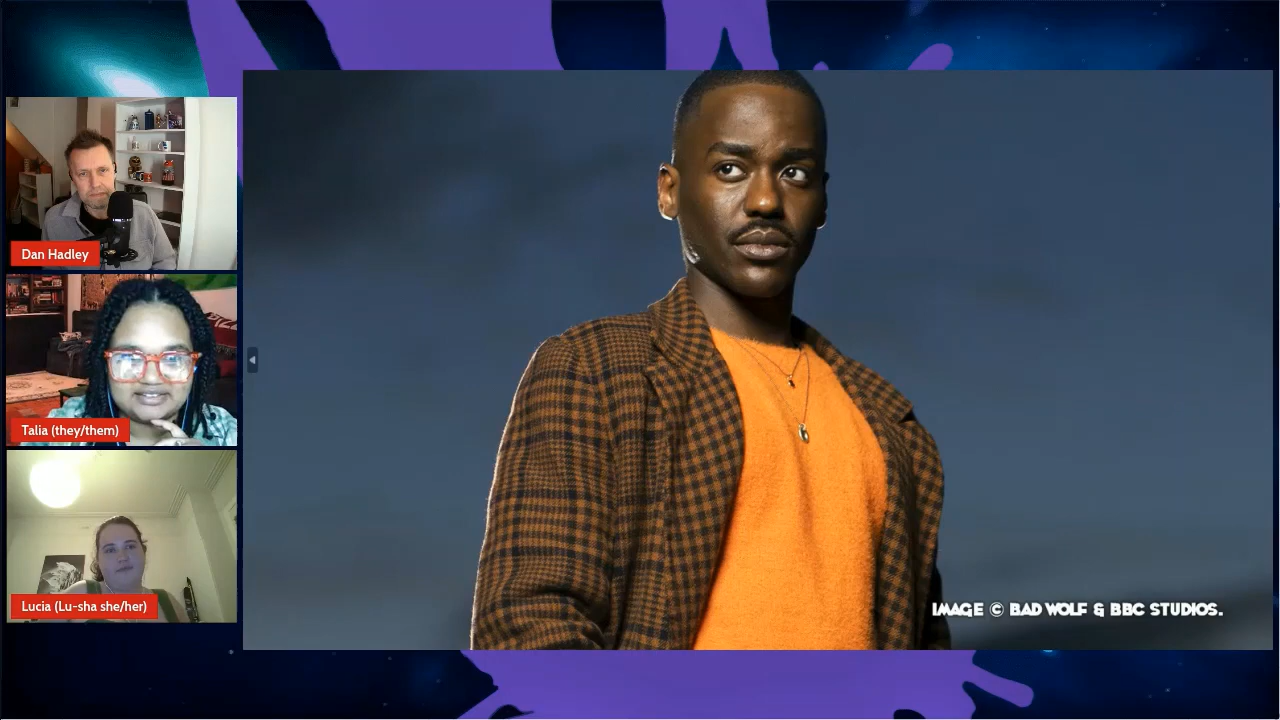 Dan Hadley
Talia (they/them)
Lucia (Lu-sha she/her)
IMAGE © BAD WOLF & BBC STUDIOS.